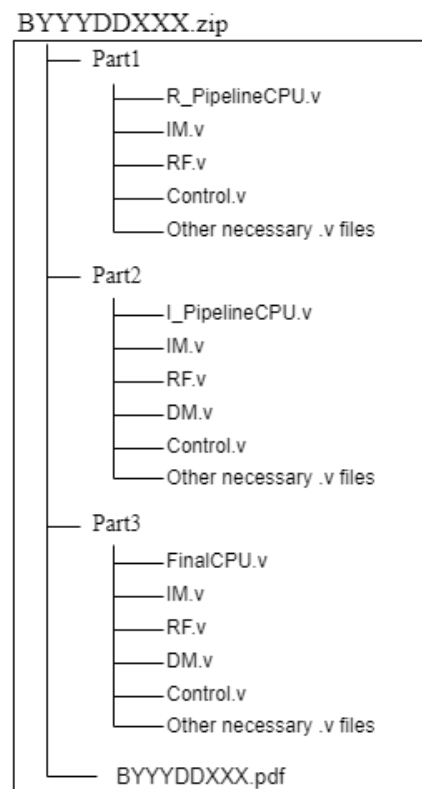 BYYYDDXXX.zip
Part1
R_PipelineCPU.v
IM.v
RF.v
Control.v
Other necessary .v files
Part2
I_PipelineCPU.v
IM.v
RF.v
DM.v
Control.v
Other necessary .v files
Part3
FinalCPU.v
IM.v
RF.v
DM.v
Control.v
Other necessary .v files
BYYYDDXXX.pdf